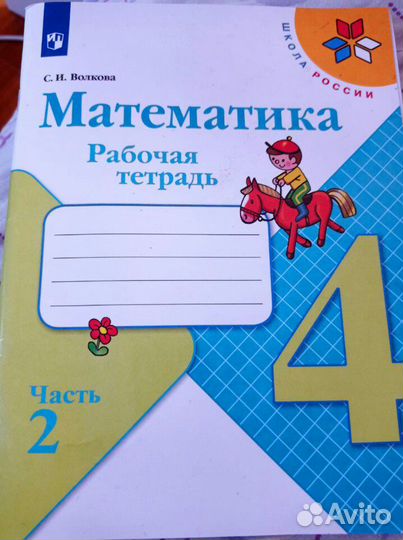 ШКОЛА РОССИИ
С. И. Волкова
Математика
Рабочая
тетрадь
4
Часть
2
Avito